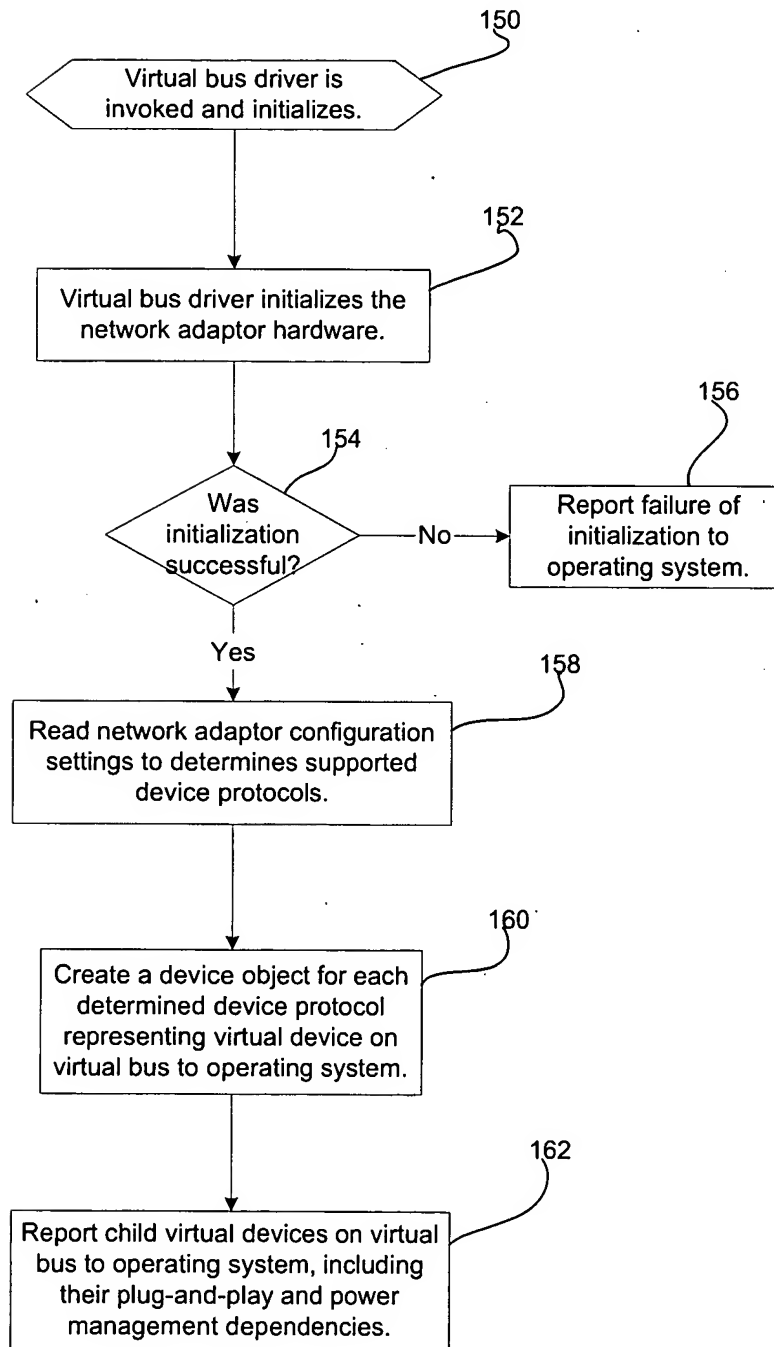 150
Virtual bus driver is
invoked and initializes.
152
Virtual bus driver initializes the
network adaptor hardware.
154
Was
initialization
successful?
No
156
Report failure of
initialization to
operating system.
Yes
158
Read network adaptor configuration
settings to determines supported
device protocols.
160
Create a device object for each
determined device protocol
representing virtual device on
virtual bus to operating system.
162
Report child virtual devices on virtual
bus to operating system, including
their plug-and-play and power
management dependencies.